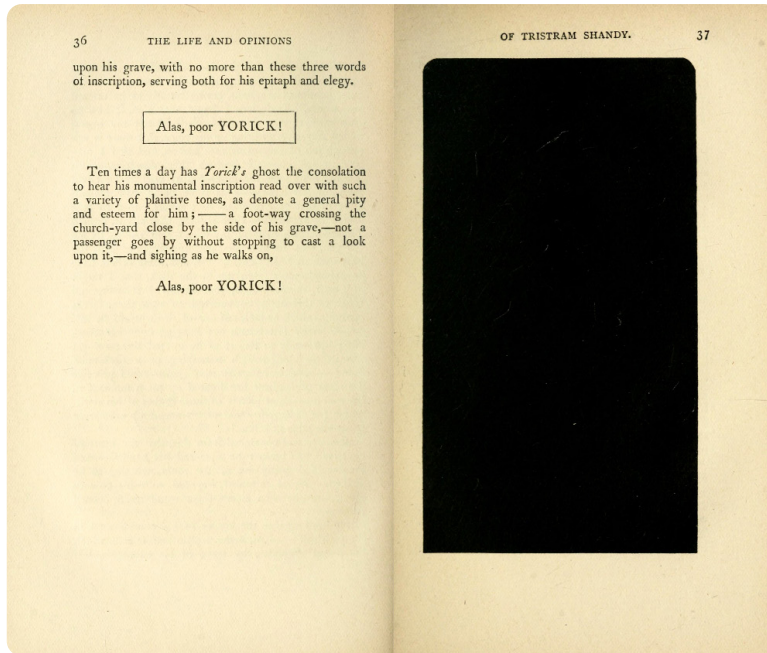 36 THE LIFE AND OPINIONS
upon his grave, with no more than these three words
of inscription, serving both for his epitaph and elegy.
Alas, poor YORICK!
Ten times a day has Yorick's ghost the consolation
to hear his monumental inscription read over with such
a variety of plaintive tones, as denote a general pity
and esteem for him; —— a foot-way crossing the
church-yard close by the side of his grave,—not a
passenger goes by without stopping to cast a look
upon it,—and sighing as he walks on,
Alas, poor YORICK!
OF TRISTRAM SHANDY. 37